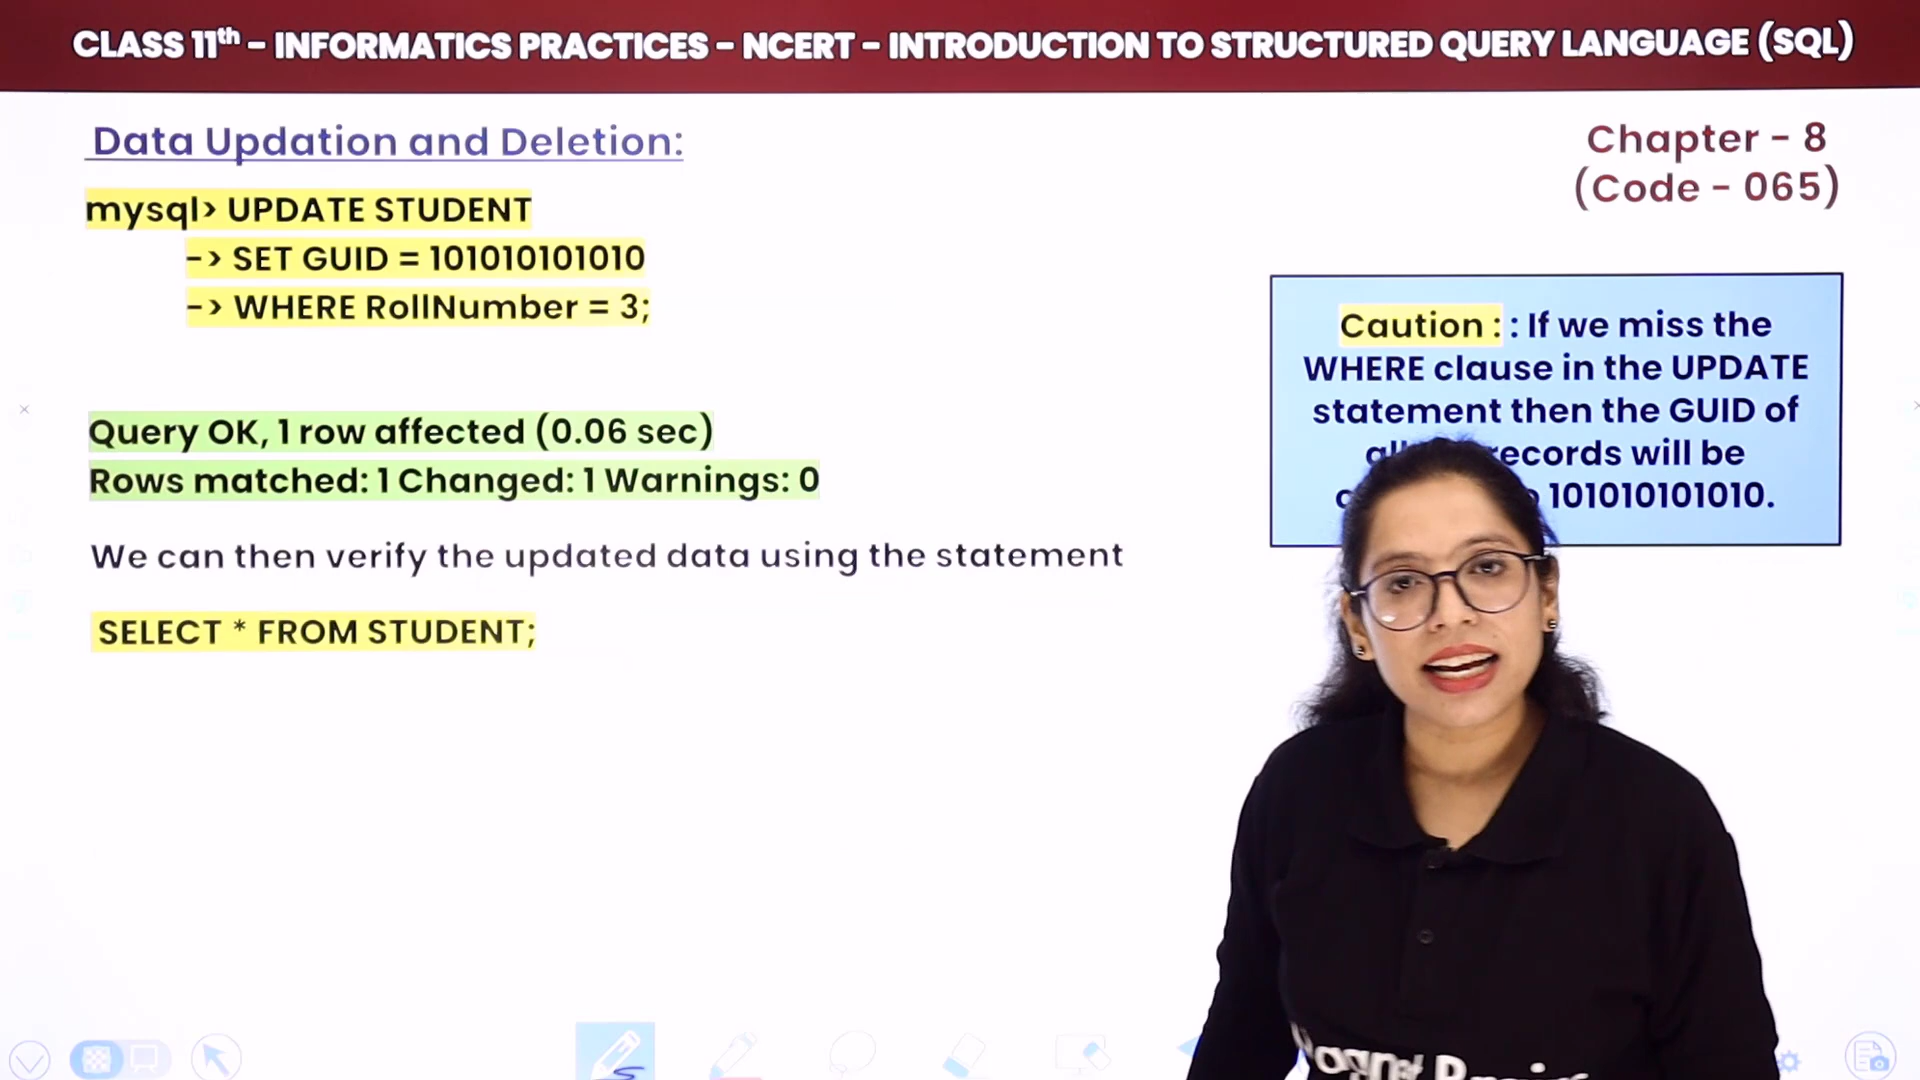 CLASS 11th - INFORMATICS PRACTICES - NCERT - INTRODUCTION TO STRUCTURED QUERY LANGUAGE (SQL)
Data Updation and Deletion:
Chapter - 8
(Code - 065)
mysql> UPDATE STUDENT
-> SET GUID = 101010101010
-> WHERE RollNumber = 3;
Caution : : If we miss the
WHERE clause in the UPDATE
statement then the GUID of
records will be
101010101010.
Query OK, 1 row affected (0.06 sec)
Rows matched: 1 Changed: 1 Warnings: 0
We can then verify the updated data using the statement
SELECT * FROM STUDENT;